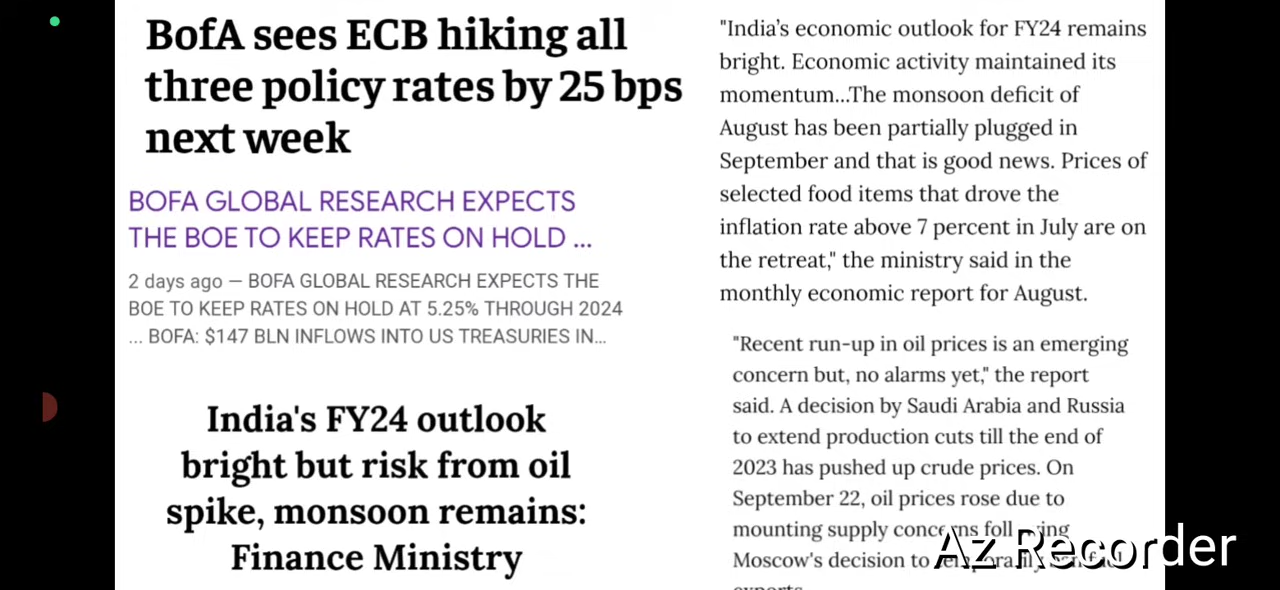 BofA sees ECB hiking all
three policy rates by 25 bps
next week
BOFA GLOBAL RESEARCH EXPECTS
THE BOE TO KEEP RATES ON HOLD ...
2 days ago — BOFA GLOBAL RESEARCH EXPECTS THE
BOE TO KEEP RATES ON HOLD AT 5.25% THROUGH 2024
... BOFA: $147 BLN INFLOWS INTO US TREASURIES IN...
India's FY24 outlook
bright but risk from oil
spike, monsoon remains:
Finance Ministry
"India’s economic outlook for FY24 remains
bright. Economic activity maintained its
momentum...The monsoon deficit of
August has been partially plugged in
September and that is good news. Prices of
selected food items that drove the
inflation rate above 7 percent in July are on
the retreat," the ministry said in the
monthly economic report for August.
"Recent run-up in oil prices is an emerging
concern but, no alarms yet," the report
said. A decision by Saudi Arabia and Russia
to extend production cuts till the end of
2023 has pushed up crude prices. On
September 22, oil prices rose due to
mounting supply concerns following
Moscow's decision to temporarily
Az Recorder